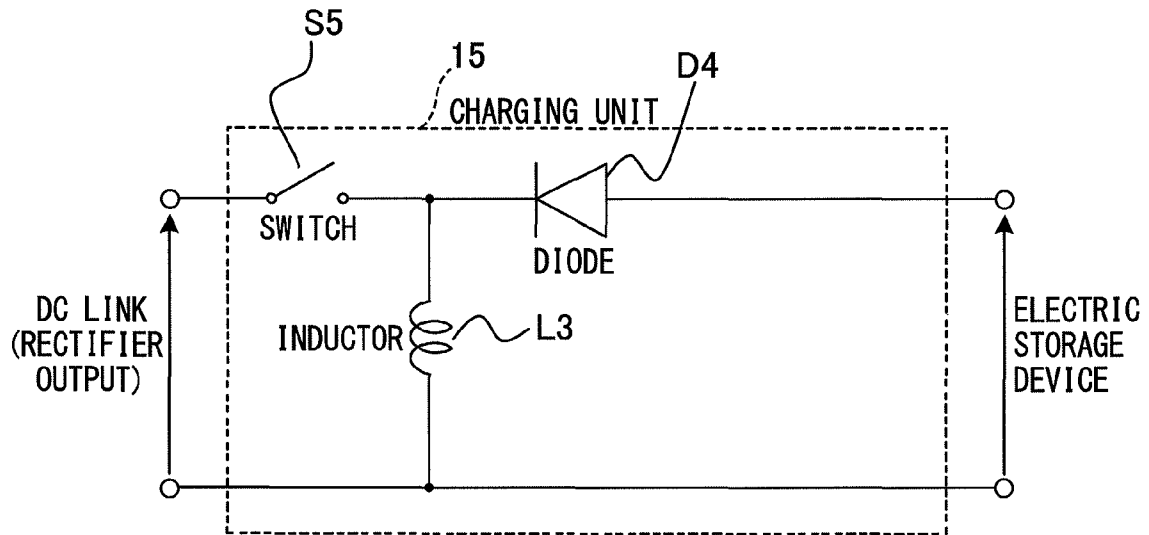 S5
15
D4
CHARGING UNIT
SWITCH
DIODE
DC LINK
(RECTIFIER
OUTPUT)
INDUCTOR
L3
ELECTRIC
STORAGE
DEVICE